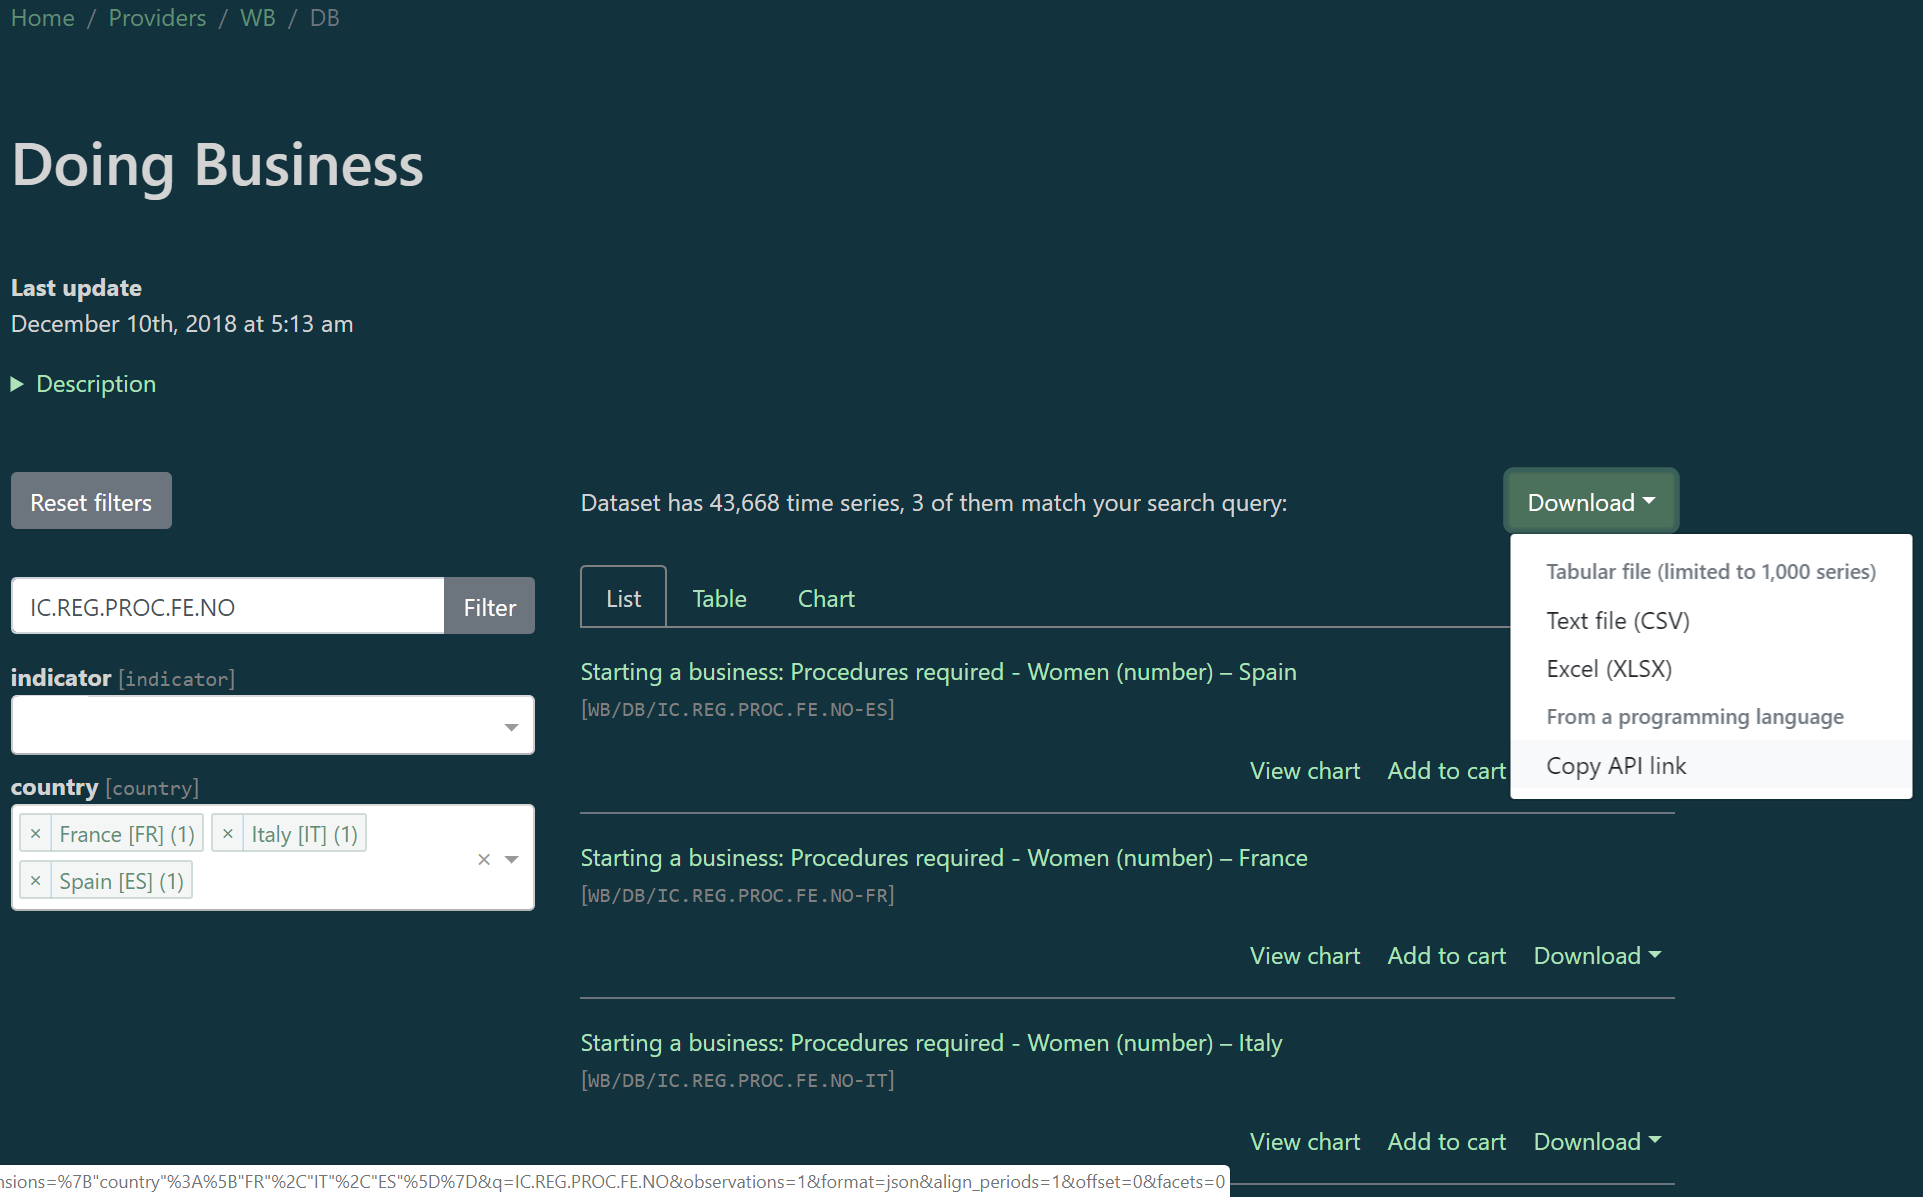 Home / Providers / WB / DB
Doing Business
Last update
December 10th, 2018 at 5:13 am
Description
Reset filters
IC.REG.PROC.FE.NO
Filter
indicator [indicator]
country [country]
× France [FR] (1) × Italy [IT] (1)
× Spain [ES] (1)
×
Dataset has 43,668 time series, 3 of them match your search query:
Download
Tabular file (limited to 1,000 series)
Text file (CSV)
Excel (XLSX)
From a programming language
Copy API link
List Table Chart
Starting a business: Procedures required - Women (number) – Spain
[WB/DB/IC.REG.PROC.FE.NO-ES]
View chart Add to cart
Starting a business: Procedures required - Women (number) – France
[WB/DB/IC.REG.PROC.FE.NO-FR]
View chart Add to cart Download
Starting a business: Procedures required - Women (number) – Italy
[WB/DB/IC.REG.PROC.FE.NO-IT]
View chart Add to cart Download
nsions=%7B"country"%3A%5B"FR"%2C"IT"%2C"ES"%5D%7D&q=IC.REG.PROC.FE.NO&observations=1&format=json&align_periods=1&offset=0&facets=0